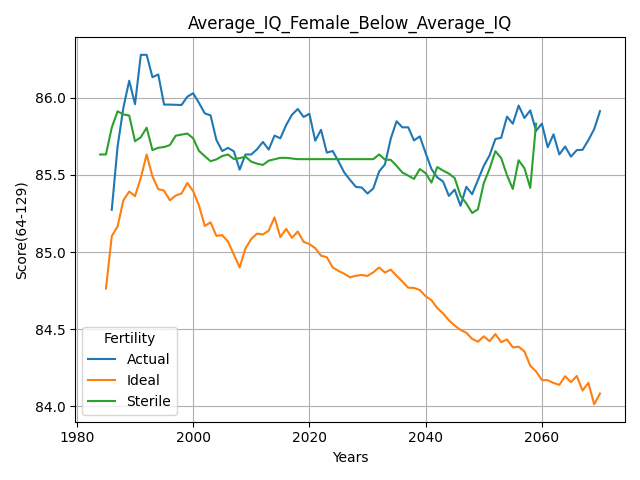 Average_IQ_Female_Below_Average_IQ
Score(64-129)
86.0
85.5
85.0
84.5
84.0
Fertility
Actual
Ideal
Sterile
1980 2000 2020 2040 2060
Years